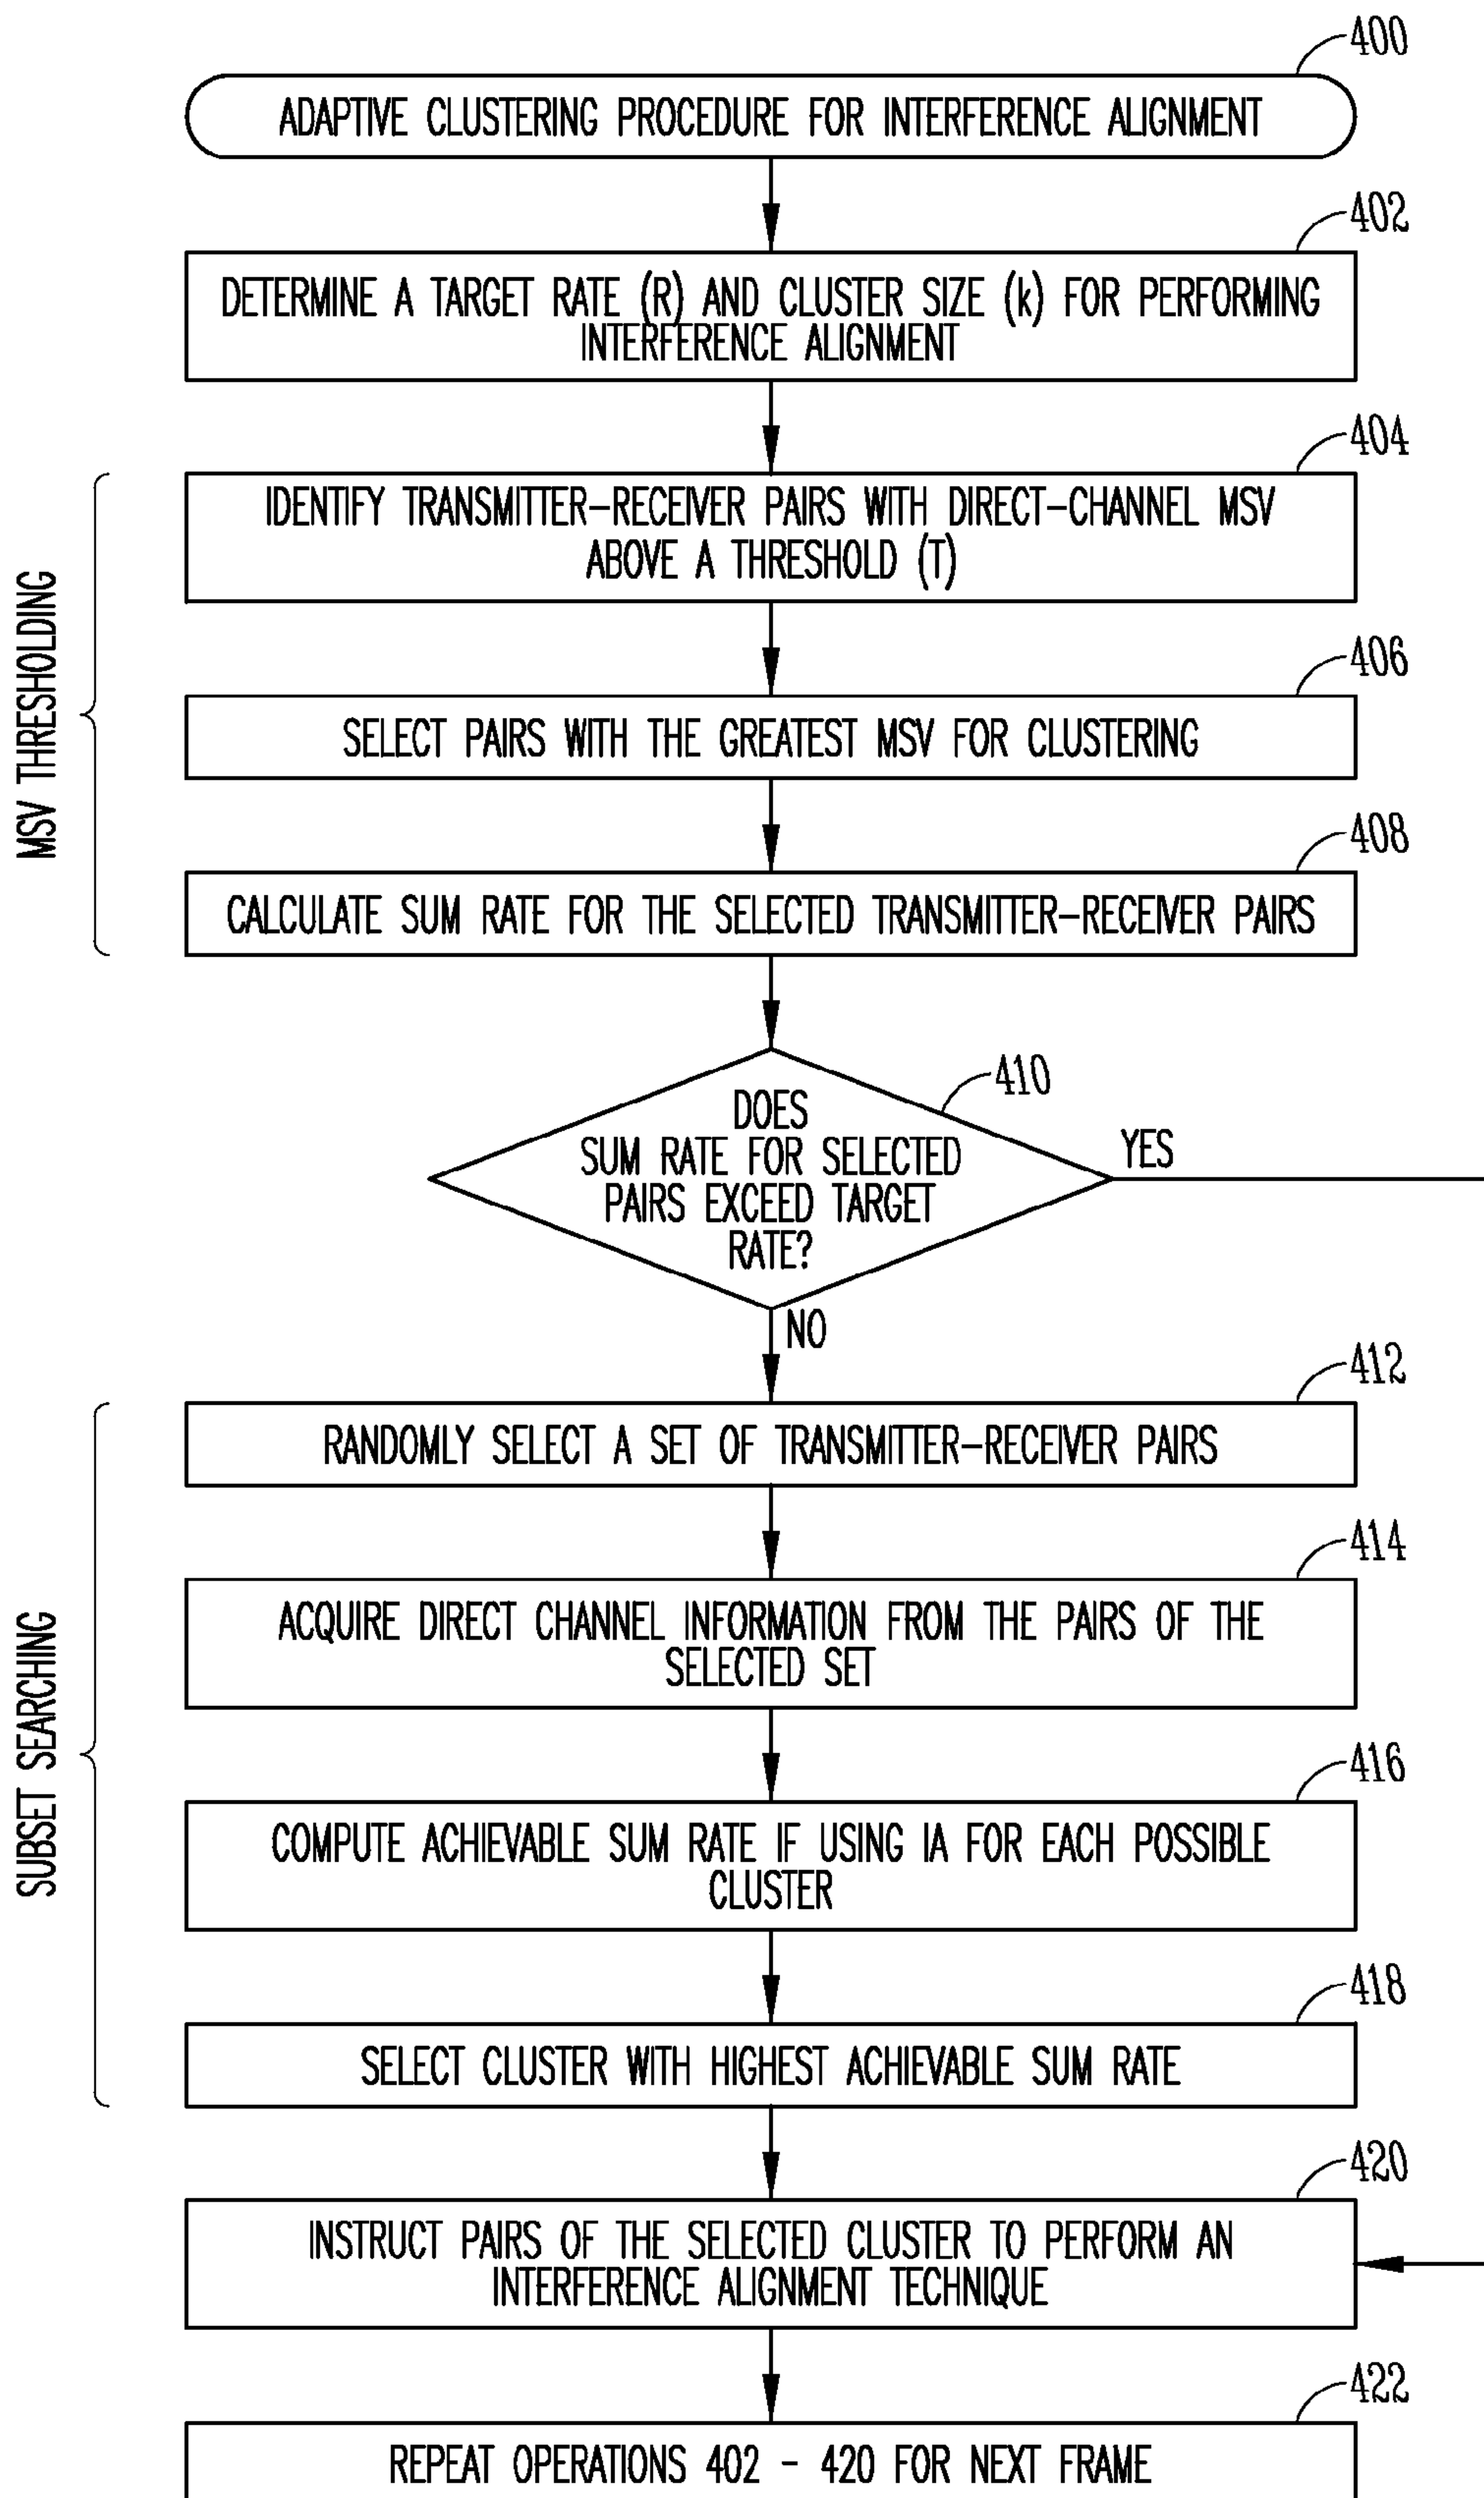 400
ADAPTIVE CLUSTERING PROCEDURE FOR INTERFERENCE ALIGNMENT
402
DETERMINE A TARGET RATE (R) AND CLUSTER SIZE (k) FOR PERFORMING
INTERFERENCE ALIGNMENT
404
IDENTIFY TRANSMITTER-RECEIVER PAIRS WITH DIRECT-CHANNEL MSV
ABOVE A THRESHOLD (T)
MSV THRESHOLDING
406
SELECT PAIRS WITH THE GREATEST MSV FOR CLUSTERING
408
CALCULATE SUM RATE FOR THE SELECTED TRANSMITTER-RECEIVER PAIRS
410
DOES
SUM RATE FOR SELECTED
PAIRS EXCEED TARGET
RATE?
YES
NO
412
RANDOMLY SELECT A SET OF TRANSMITTER-RECEIVER PAIRS
414
ACQUIRE DIRECT CHANNEL INFORMATION FROM THE PAIRS OF THE
SELECTED SET
SUBSET SEARCHING
416
COMPUTE ACHIEVABLE SUM RATE IF USING IA FOR EACH POSSIBLE
CLUSTER
418
SELECT CLUSTER WITH HIGHEST ACHIEVABLE SUM RATE
420
INSTRUCT PAIRS OF THE SELECTED CLUSTER TO PERFORM AN
INTERFERENCE ALIGNMENT TECHNIQUE
422
REPEAT OPERATIONS 402 - 420 FOR NEXT FRAME